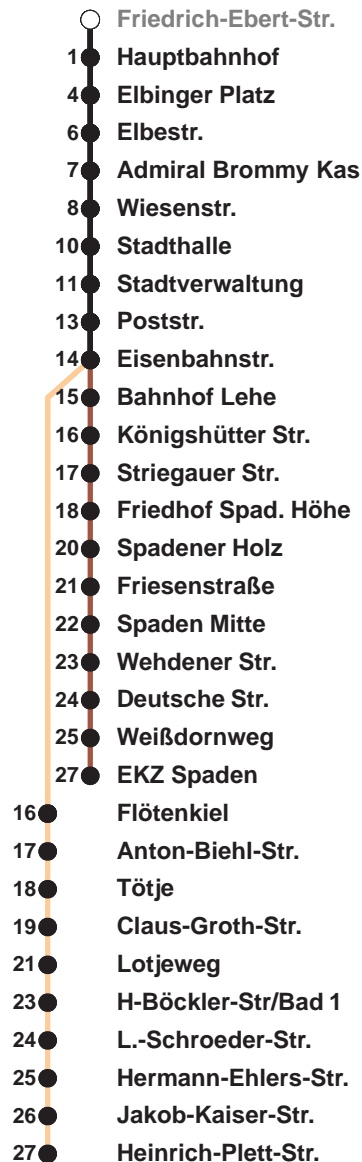 Friedrich-Ebert-Str.
1 Hauptbahnhof
4 Elbinger Platz
6 Elbestr.
7 Admiral Brommy Kas
8 Wiesenstr.
10 Stadthalle
11 Stadtverwaltung
13 Poststr.
14 Eisenbahnstr.
15 Bahnhof Lehe
16 Königshütter Str.
17 Striegauer Str.
18 Friedhof Spad. Höhe
20 Spadener Holz
21 Friesenstraße
22 Spaden Mitte
23 Wehdener Str.
24 Deutsche Str.
25 Weißdornweg
27 EKZ Spaden
16 Flötenkiel
17 Anton-Biehl-Str.
18 Tötje
19 Claus-Groth-Str.
21 Lotjeweg
23 H-Böckler-Str/Bad 1
24 L.-Schroeder-Str.
25 Hermann-Ehlers-Str.
26 Jakob-Kaiser-Str.
27 Heinrich-Plett-Str.